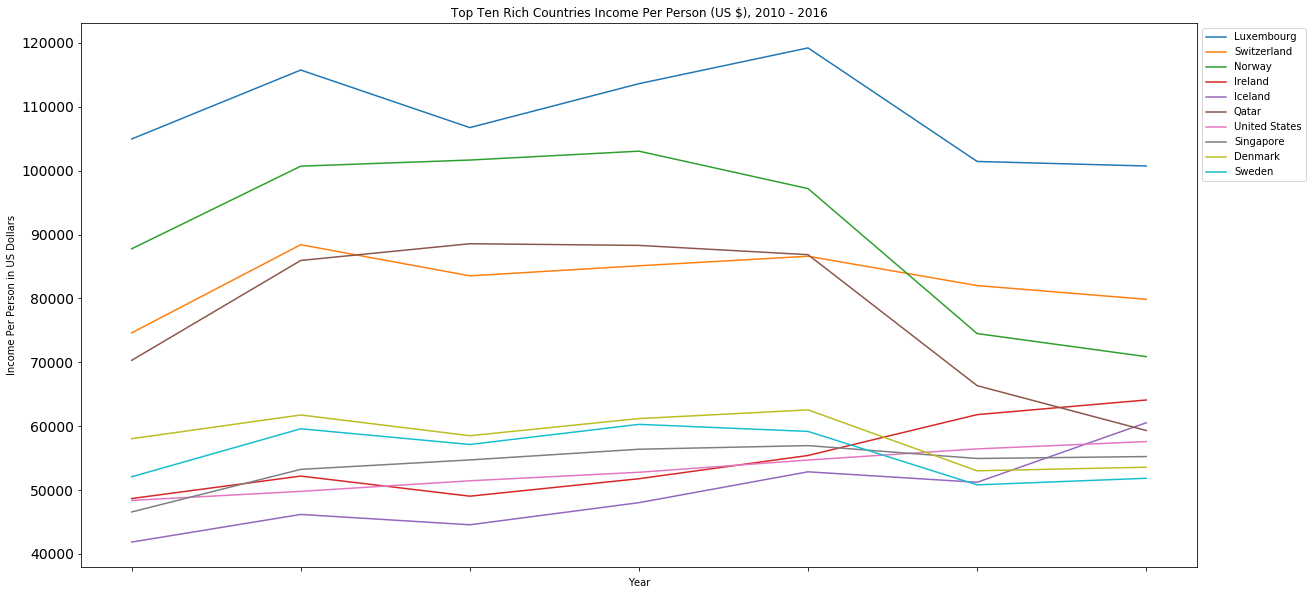 Top Ten Rich Countries Income Per Person (US $), 2010 - 2016
120000
110000
100000
90000
80000
70000
60000
50000
40000
Income Per Person in US Dollars
Year
Luxembourg
Switzerland
Norway
Ireland
Iceland
Qatar
United States
Singapore
Denmark
Sweden